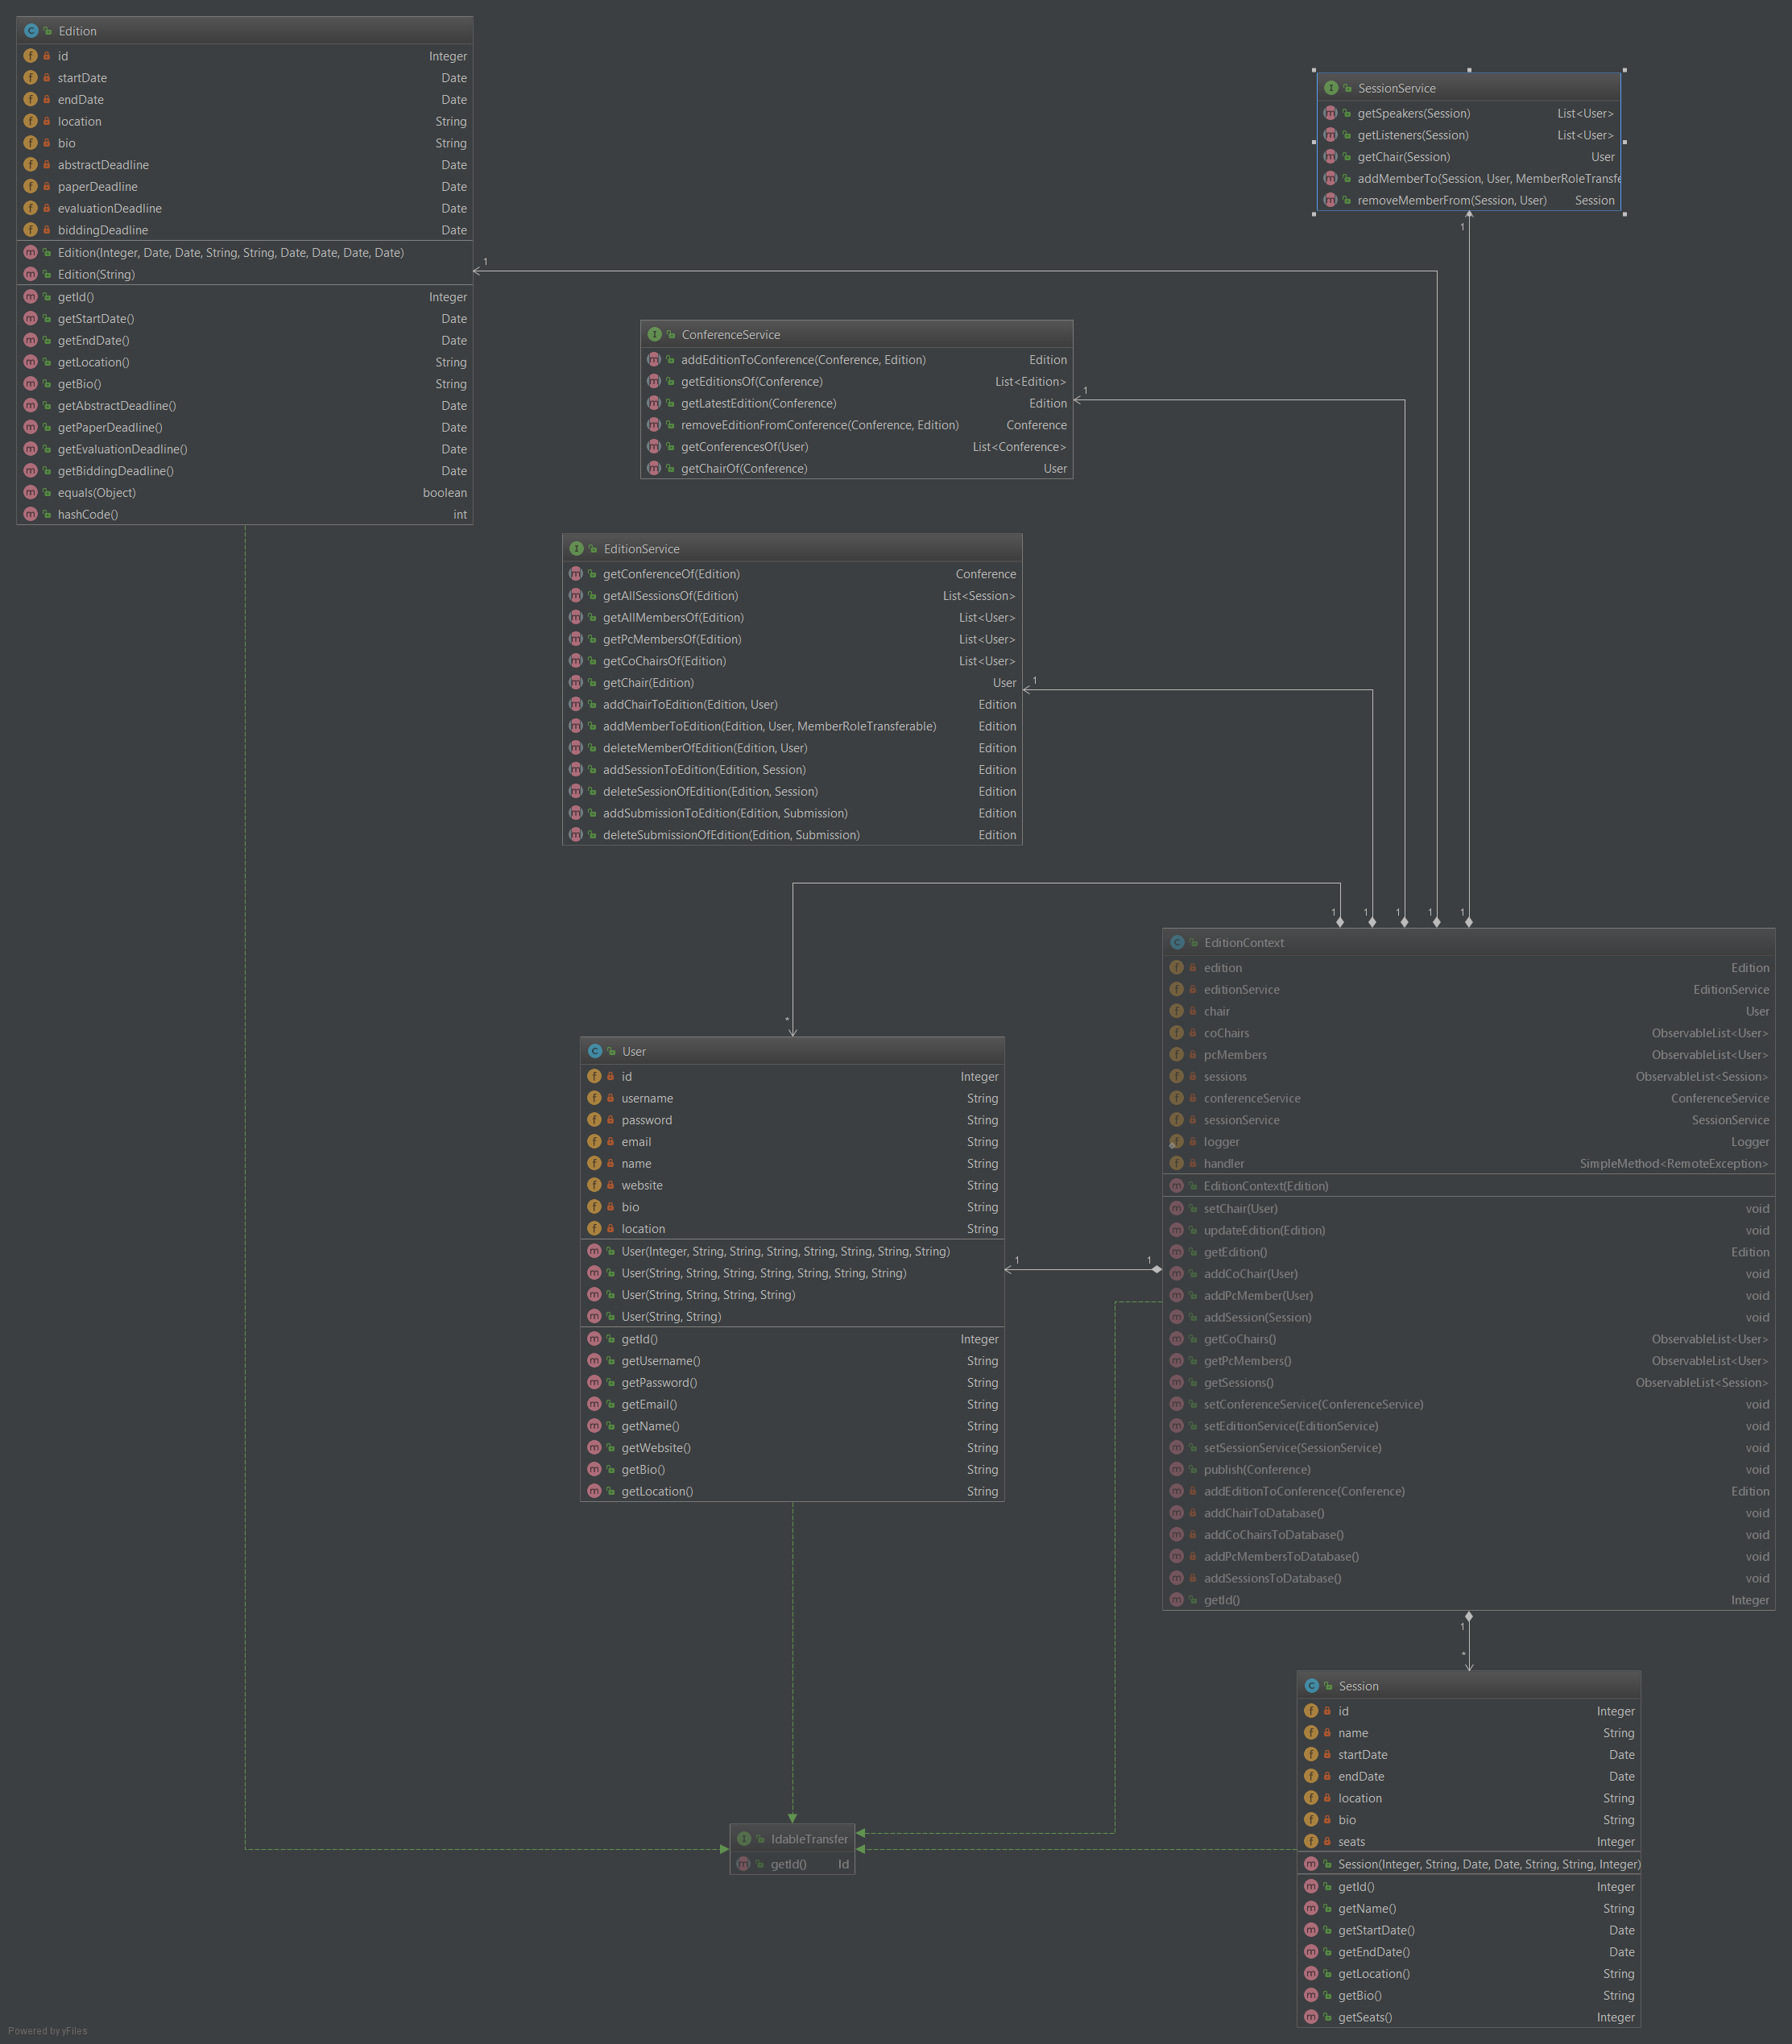 Edition
id Integer
startDate Date
endDate Date
location String
bio String
abstractDeadline Date
paperDeadline Date
evaluationDeadline Date
biddingDeadline Date
Edition(Integer, Date, Date, String, String, Date, Date, Date, Date)
Edition(String)
getId() Integer
getStartDate() Date
getEndDate() Date
getLocation() String
getBio() String
getAbstractDeadline() Date
getPaperDeadline() Date
getEvaluationDeadline() Date
getBiddingDeadline() Date
equals(Object) boolean
hashCode() int
SessionService
getSpeakers(Session) List<User>
getListeners(Session) List<User>
getChair(Session) User
addMemberTo(Session, User, MemberRoleTransfe
removeMemberFrom(Session, User) Session
1
1
ConferenceService
addEditionToConference(Conference, Edition) Edition
getEditionsOf(Conference) List<Edition>
getLatestEdition(Conference) Edition
removeEditionFromConference(Conference, Edition) Conference
getConferencesOf(User) List<Conference>
getChairOf(Conference) User
1
EditionService
getConferenceOf(Edition) Conference
getAllSessionsOf(Edition) List<Session>
getAllMembersOf(Edition) List<User>
getPcMembersOf(Edition) List<User>
getCoChairsOf(Edition) List<User>
getChair(Edition) User
addChairToEdition(Edition, User) Edition
addMemberToEdition(Edition, User, MemberRoleTransferable) Edition
deleteMemberOfEdition(Edition, User) Edition
addSessionToEdition(Edition, Session) Edition
deleteSessionOfEdition(Edition, Session) Edition
addSubmissionToEdition(Edition, Submission) Edition
deleteSubmissionOfEdition(Edition, Submission) Edition
1
1 1 1 1 1
*
EditionContext
edition Edition
editionService EditionService
chair User
coChairs ObservableList<User>
pcMembers ObservableList<User>
sessions ObservableList<Session>
conferenceService ConferenceService
sessionService SessionService
logger Logger
handler SimpleMethod<RemoteException>
EditionContext(Edition)
setChair(User) void
updateEdition(Edition) void
getEdition() Edition
addCoChair(User) void
addPcMember(User) void
addSession(Session) void
getCoChairs() ObservableList<User>
getPcMembers() ObservableList<User>
getSessions() ObservableList<Session>
setConferenceService(ConferenceService) void
setEditionService(EditionService) void
setSessionService(SessionService) void
publish(Conference) void
addEditionToConference(Conference) Edition
addChairToDatabase() void
addCoChairsToDatabase() void
addPcMembersToDatabase() void
addSessionsToDatabase() void
getId() Integer
User
id Integer
username String
password String
email String
name String
website String
bio String
location String
User(Integer, String, String, String, String, String, String, String)
User(String, String, String, String, String, String, String)
User(String, String, String, String)
User(String, String)
getId() Integer
getUsername() String
getPassword() String
getEmail() String
getName() String
getWebsite() String
getBio() String
getLocation() String
1 1
1
*
Session
id Integer
name String
startDate Date
endDate Date
location String
bio String
seats Integer
Session(Integer, String, Date, Date, String, String, Integer)
getId() Integer
getName() String
getStartDate() Date
getEndDate() Date
getLocation() String
getBio() String
getSeats() Integer
IdableTransfer
getId() Id
Powered by yFiles